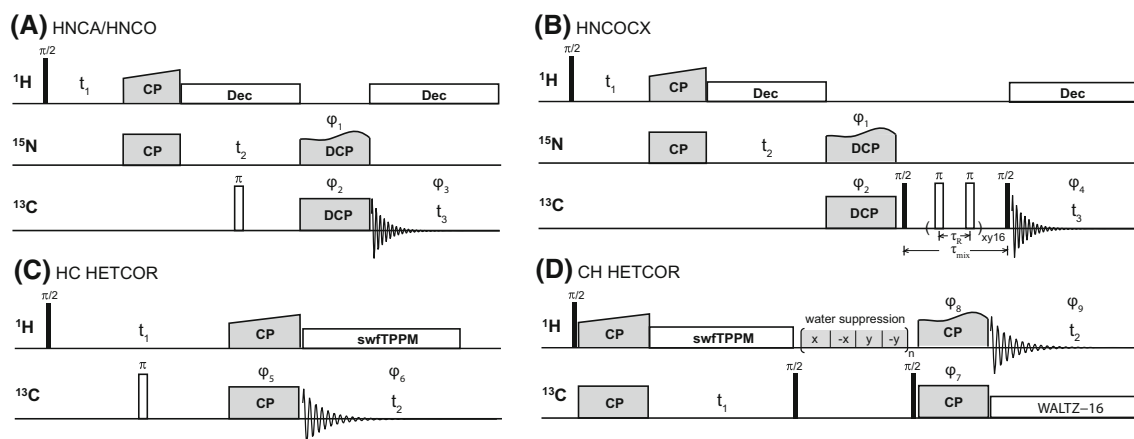 (A) HNCA/HNCO
π/2
¹H
t₁
CP
Dec
Dec
¹⁵N
CP
t₂
φ₁
DCP
¹³C
π
φ₂
DCP
φ₃
t₃
(B) HNCOCX
π/2
¹H
t₁
CP
Dec
Dec
¹⁵N
CP
t₂
φ₁
DCP
¹³C
φ₂
DCP
π/2
π
π
π/2
φ₄
t₃
( )xy16
τR
τmix
(C) HC HETCOR
π/2
¹H
t₁
CP
swfTPPM
¹³C
π
φ₅
CP
φ₆
t₂
(D) CH HETCOR
π/2
¹H
CP
swfTPPM
water suppression
x -x y -y
n
φ₈
CP
φ₉
t₂
¹³C
CP
t₁
π/2
π/2
φ₇
CP
WALTZ–16